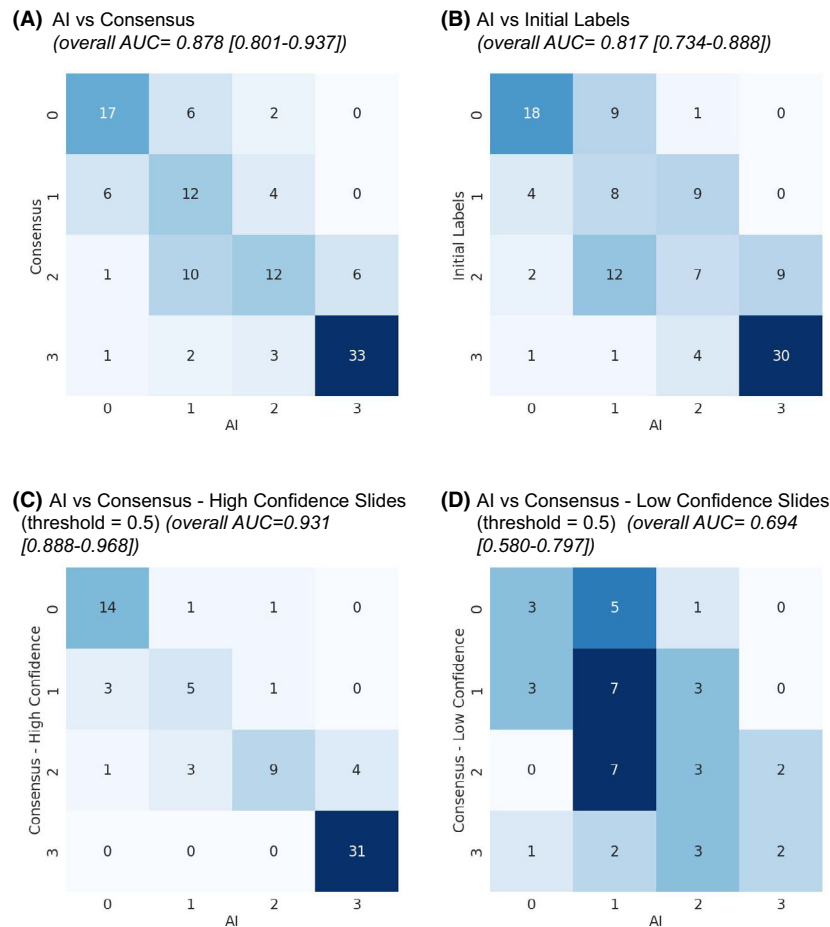 (A) AI vs Consensus
(overall AUC= 0.878 [0.801-0.937])
0 17 6 2 0
1 6 12 4 0
2 1 10 12 6
3 1 2 3 33
Consensus
0 1 2 3
AI
(B) AI vs Initial Labels
(overall AUC= 0.817 [0.734-0.888])
0 18 9 1 0
1 4 8 9 0
2 2 12 7 9
3 1 1 4 30
Initial Labels
0 1 2 3
AI
(C) AI vs Consensus - High Confidence Slides
(threshold = 0.5) (overall AUC=0.931
[0.888-0.968])
0 14 1 1 0
1 3 5 1 0
2 1 3 9 4
3 0 0 0 31
Consensus - High Confidence
0 1 2 3
AI
(D) AI vs Consensus - Low Confidence Slides
(threshold = 0.5) (overall AUC= 0.694
[0.580-0.797])
0 3 5 1 0
1 3 7 3 0
2 0 7 3 2
3 1 2 3 2
Consensus - Low Confidence
0 1 2 3
AI